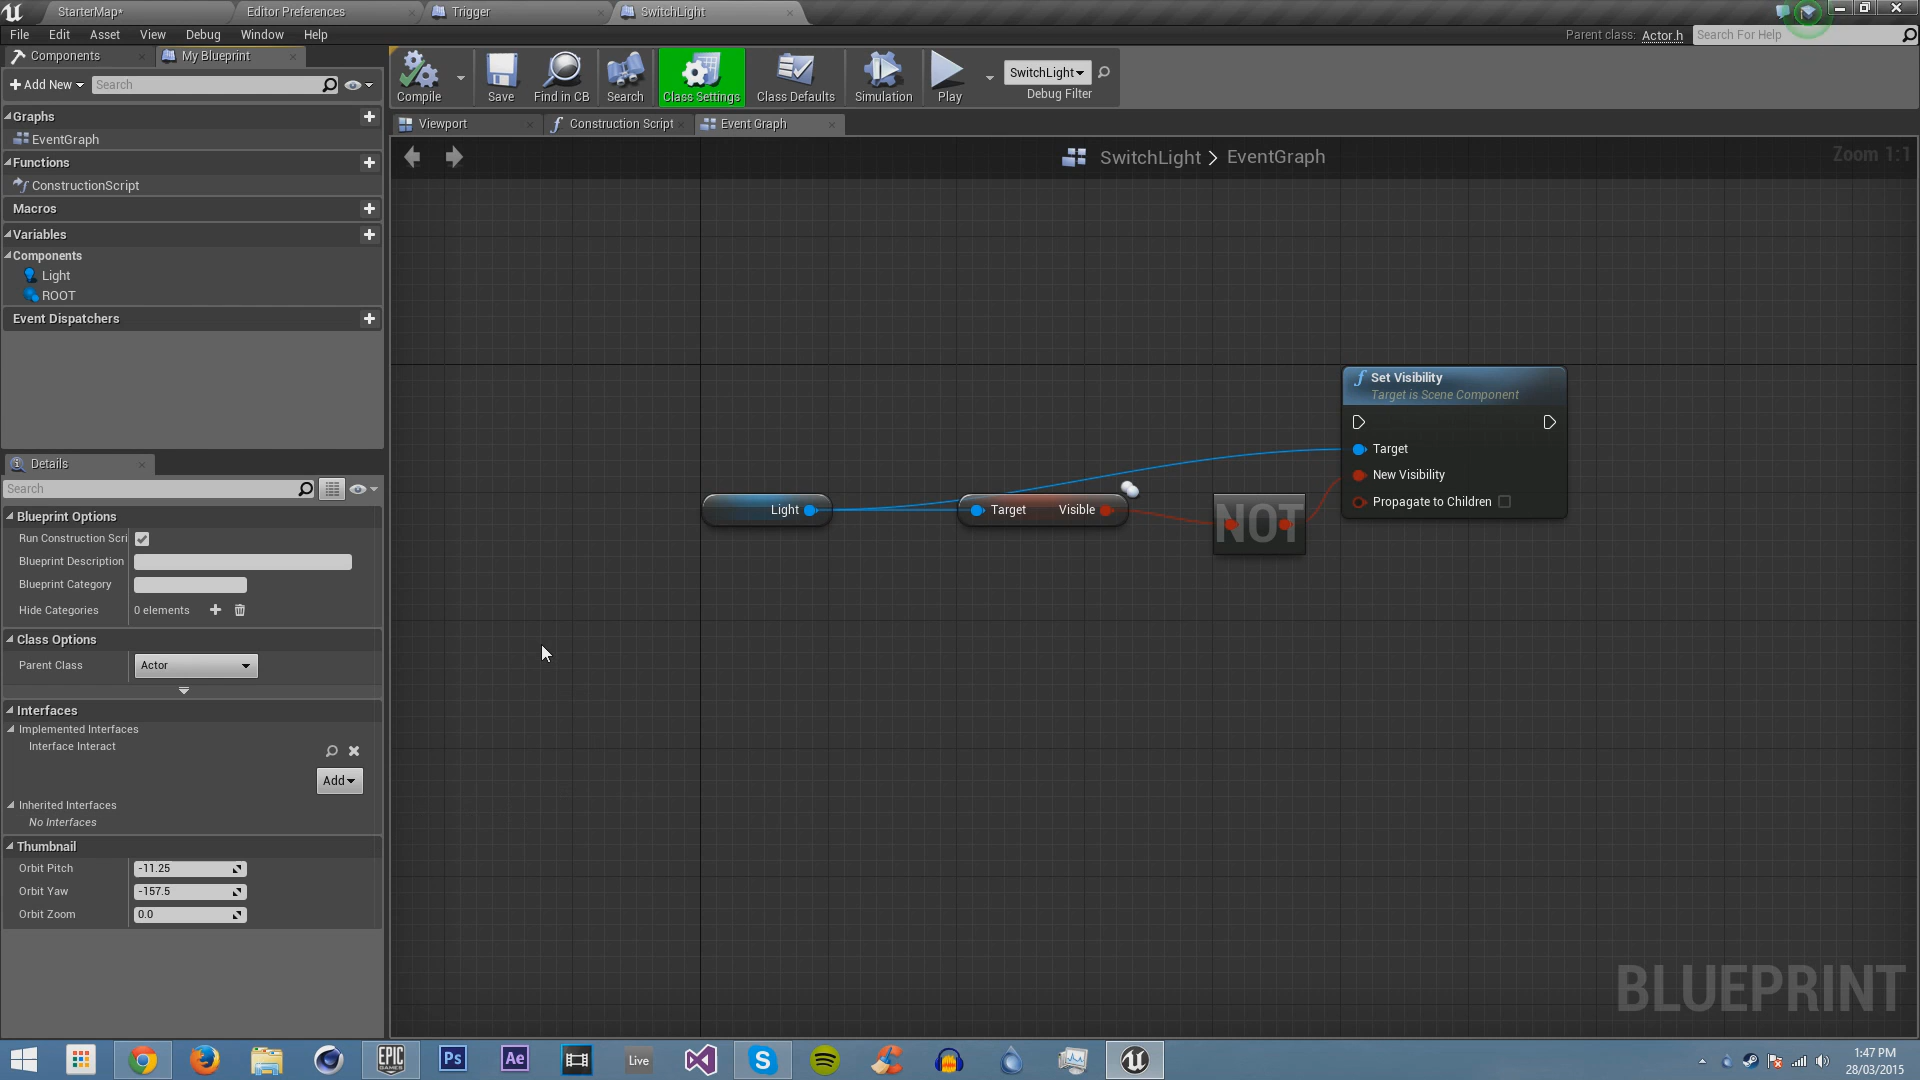 StarterMap*
Editor Preferences
Trigger
SwitchLight
File Edit Asset View Debug Window Help
Parent class: Actor.h
Search For Help
Components
My Blueprint
Add New
Search
Compile
Save
Find in CB
Search
Class Settings
Class Defaults
Simulation
Play
SwitchLight
Debug Filter
Viewport
Construction Script
Event Graph
SwitchLight > EventGraph
Zoom 1:1
Graphs
EventGraph
Functions
ConstructionScript
Macros
Variables
Components
Light
ROOT
Event Dispatchers
Set Visibility
Target is Scene Component
Target
New Visibility
Propagate to Children
Light
Target Visible
NOT
Details
Search
Blueprint Options
Run Construction Scri
Blueprint Description
Blueprint Category
Hide Categories 0 elements
Class Options
Parent Class Actor
Interfaces
Implemented Interfaces
Interface Interact
Add
Inherited Interfaces
No Interfaces
Thumbnail
Orbit Pitch -11.25
Orbit Yaw -157.5
Orbit Zoom 0.0
BLUEPRINT
EPIC
GAMES
Ps
Ae
Live
1:47 PM
28/03/2015